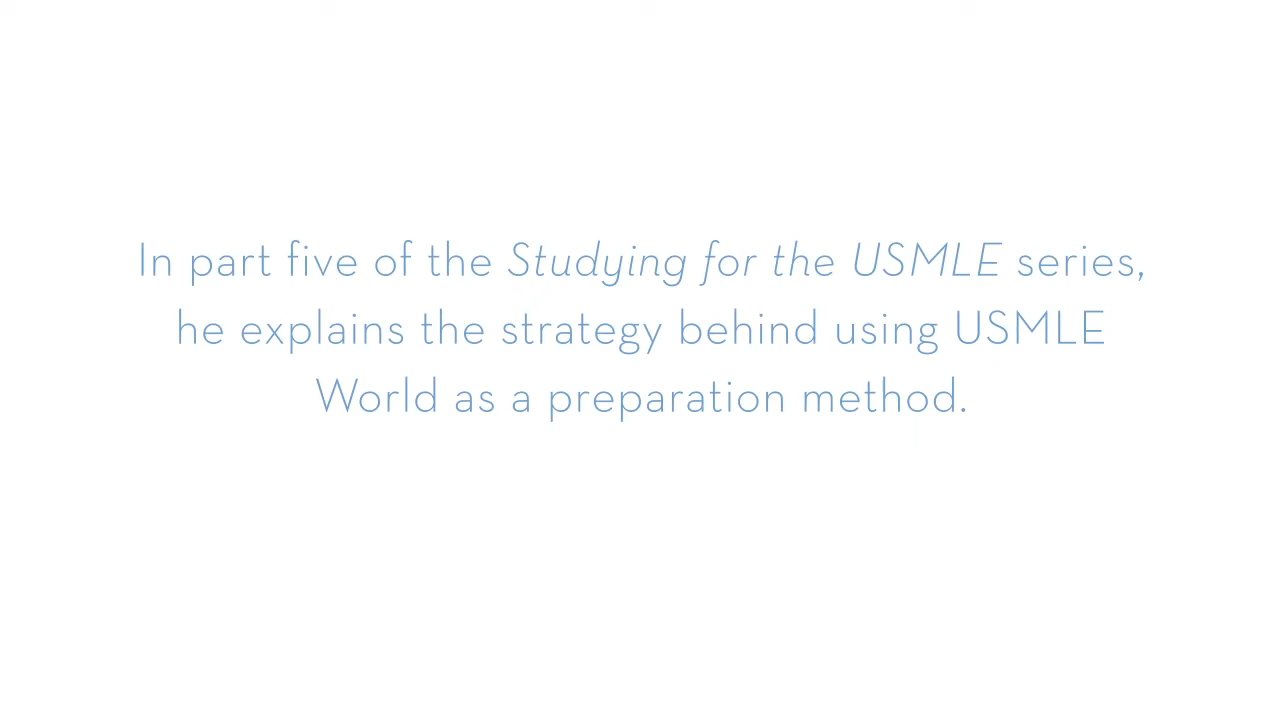 In part five of the Studying for the USMLE series,
he explains the strategy behind using USMLE
World as a preparation method.